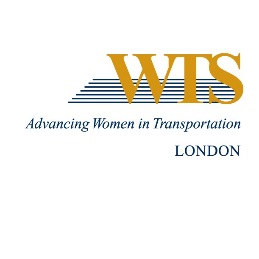 WTS
Advancing Women in Transportation
LONDON